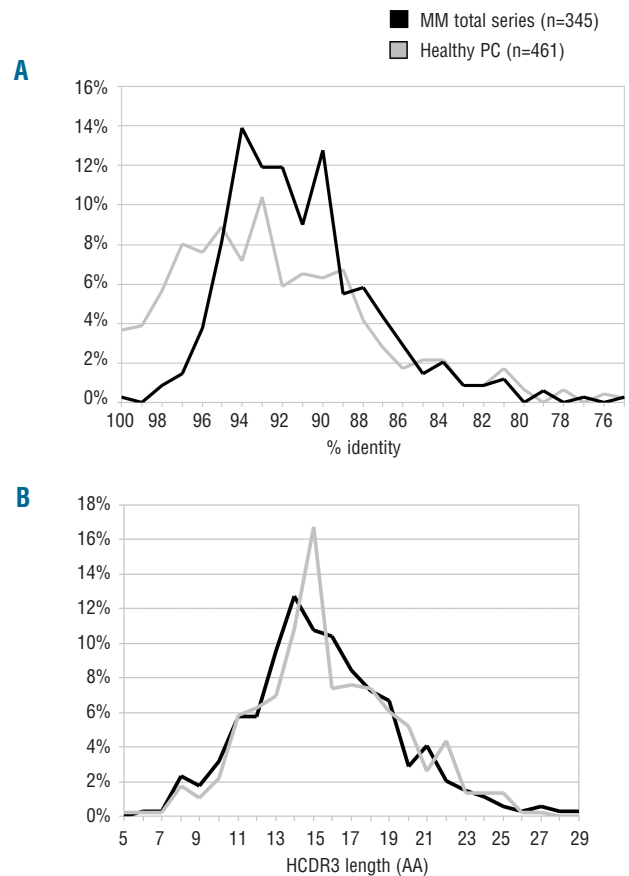 MM total series (n=345)
Healthy PC (n=461)
A
16%
14%
12%
10%
8%
6%
4%
2%
0%
100 98 96 94 92 90 88 86 84 82 80 78 76
% identity
B
18%
16%
14%
12%
10%
8%
6%
4%
2%
0%
5 7 9 11 13 15 17 19 21 23 25 27 29
HCDR3 length (AA)